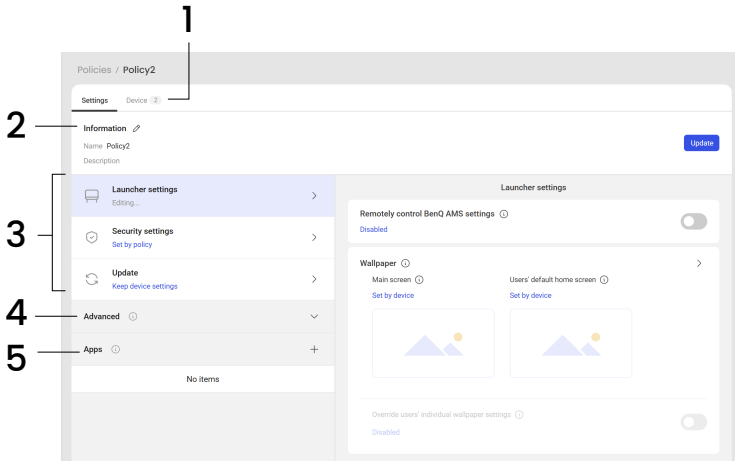 1
Policies / Policy2
Settings Device 2
2
Information
Name Policy2
Update
Description
3
Launcher settings
Editing...
Security settings
Set by policy
Update
Keep device settings
4
Advanced
5
Apps
No items
Launcher settings
Remotely control BenQ AMS settings
Disabled
Wallpaper
Main screen Users' default home screen
Set by device Set by device
Override users' individual wallpaper settings
Disabled